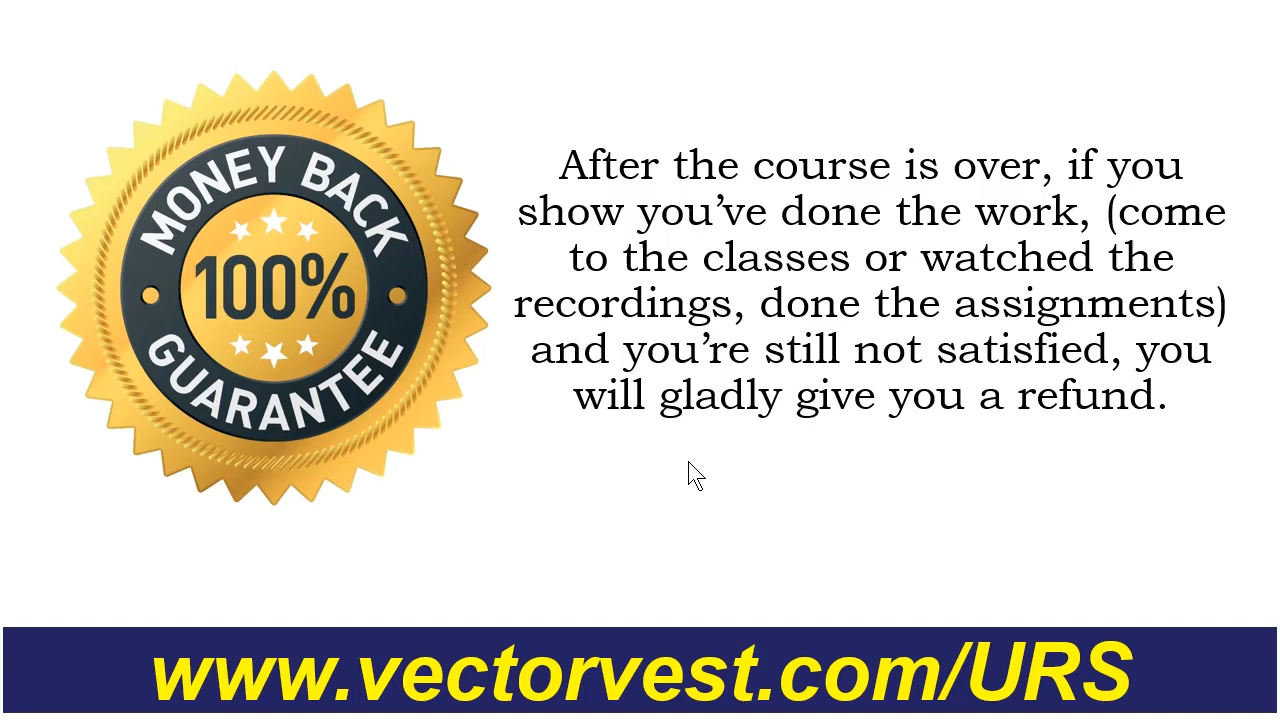 MONEY BACK
100%
GUARANTEE
After the course is over, if you
show you’ve done the work, (come
to the classes or watched the
recordings, done the assignments)
and you’re still not satisfied, you
will gladly give you a refund.
www.vectorvest.com/URS